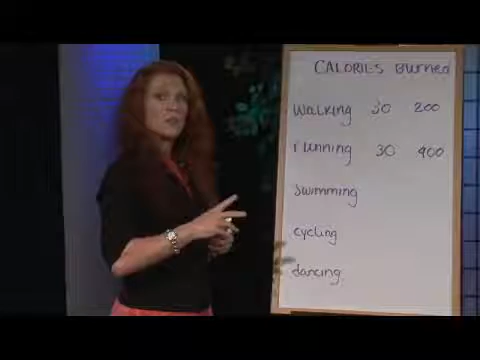 CALORIES Burned
Walking 30 200
running 30 400
swimming
cycling
dancing